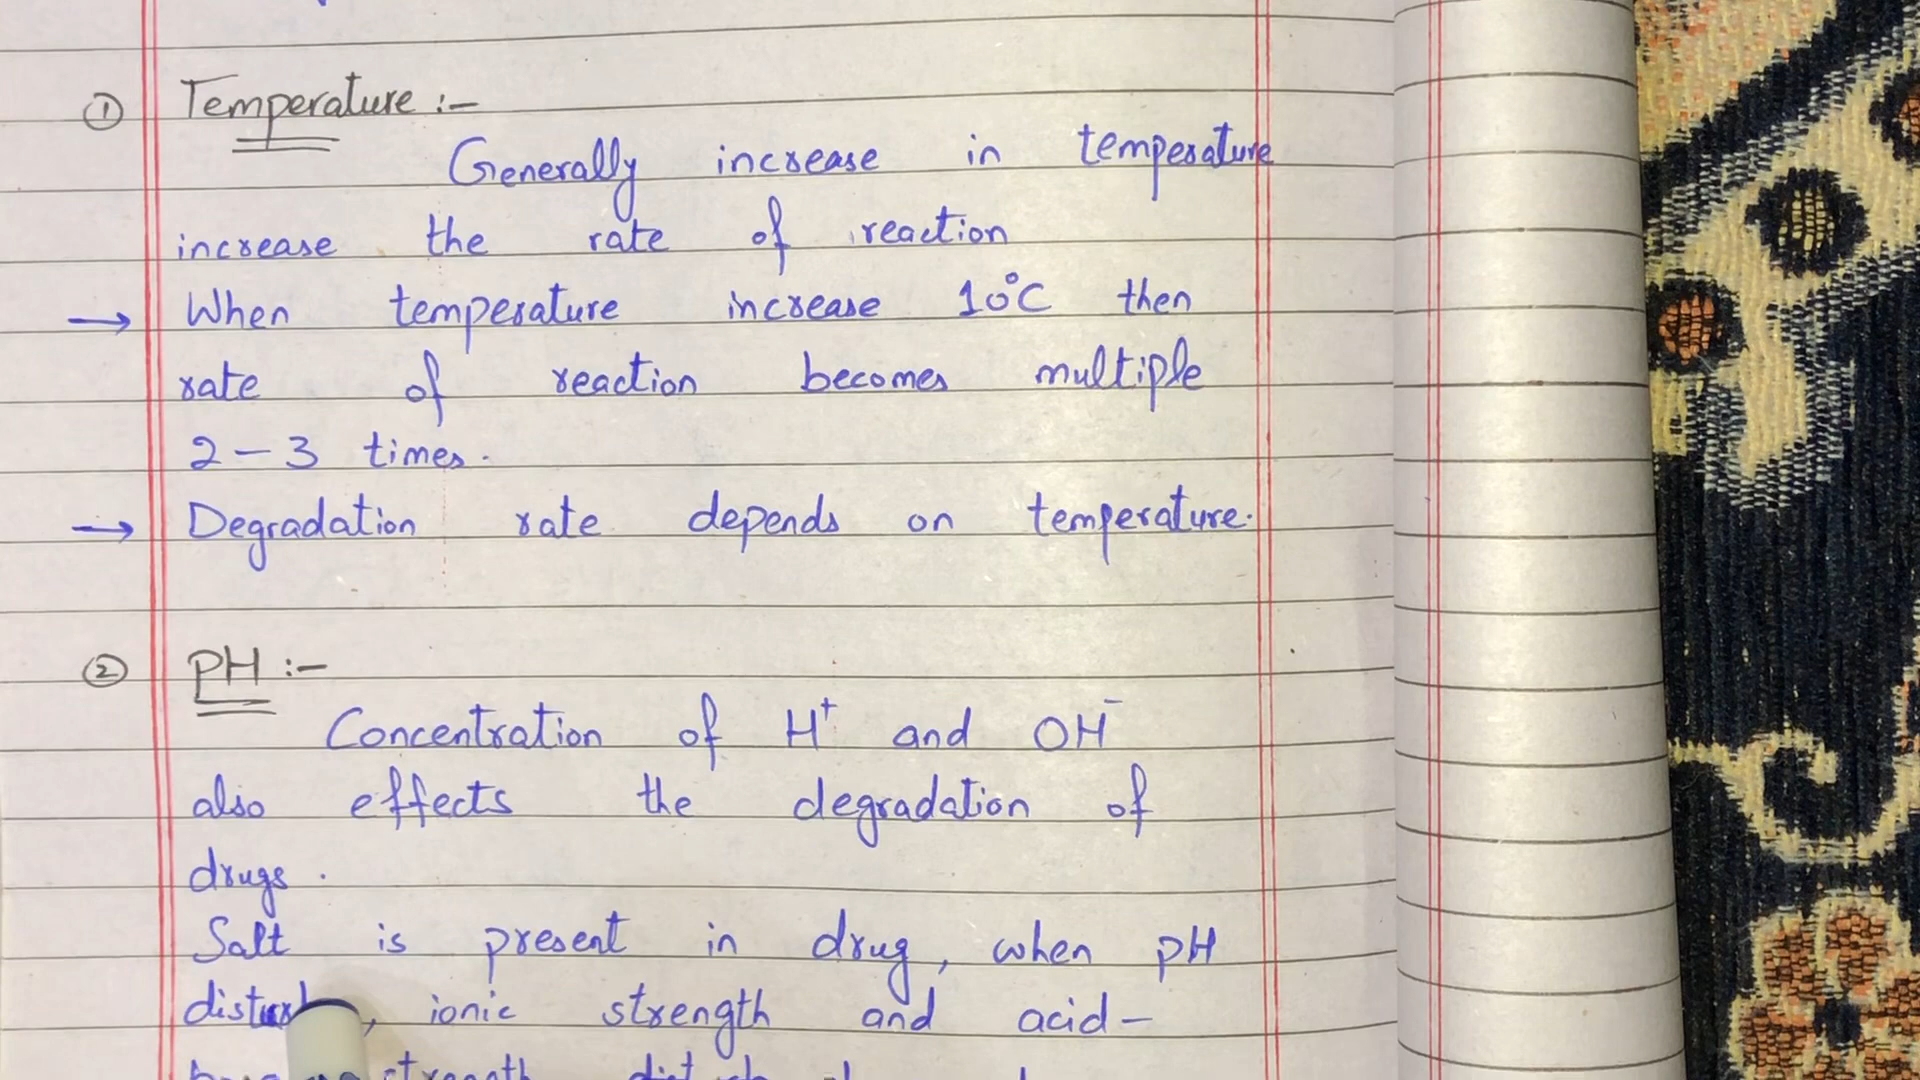 ① Temperature :-
Generally increase in temperature
increase the rate of reaction
→ When temperature increase 10°C then
rate of reaction becomes multiple
2-3 times.
→ Degradation rate depends on temperature.
② PH :-
Concentration of H⁺ and OH⁻
also effects the degradation of
drugs.
Salt is present in drug, when pH
, ionic strength and acid-
strength